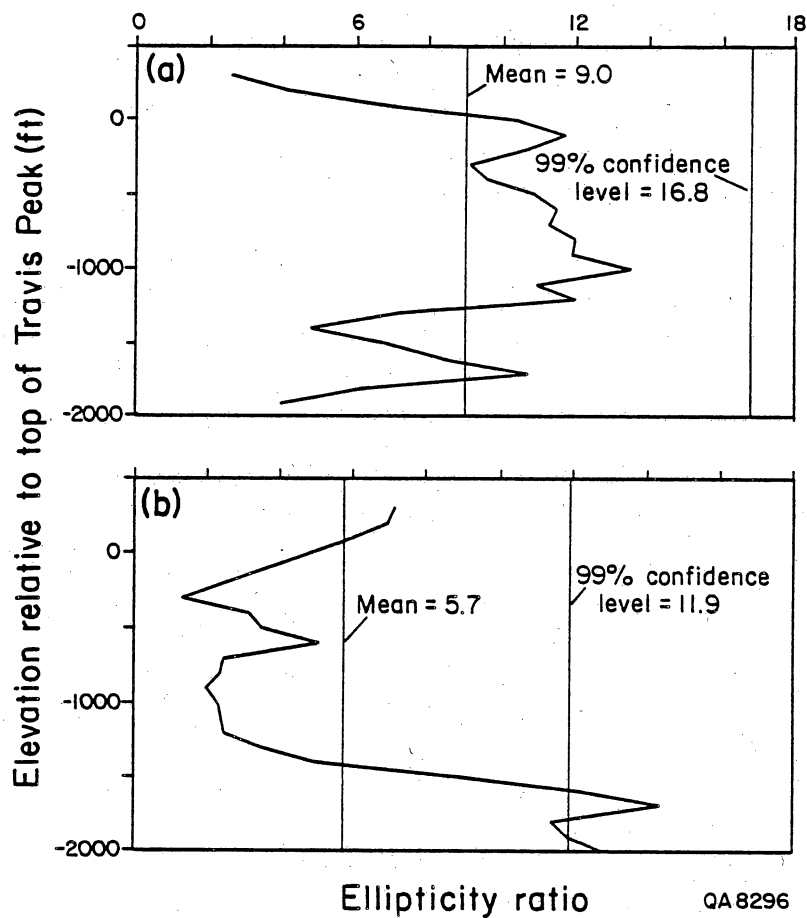 0 6 12 18
(a)
Mean = 9.0
0
99% confidence
level = 16.8
-1000
-2000
(b)
0
99% confidence
level = 11.9
Mean = 5.7
-1000
-2000
Elevation relative to top of Travis Peak (ft)
Ellipticity ratio
QA8296